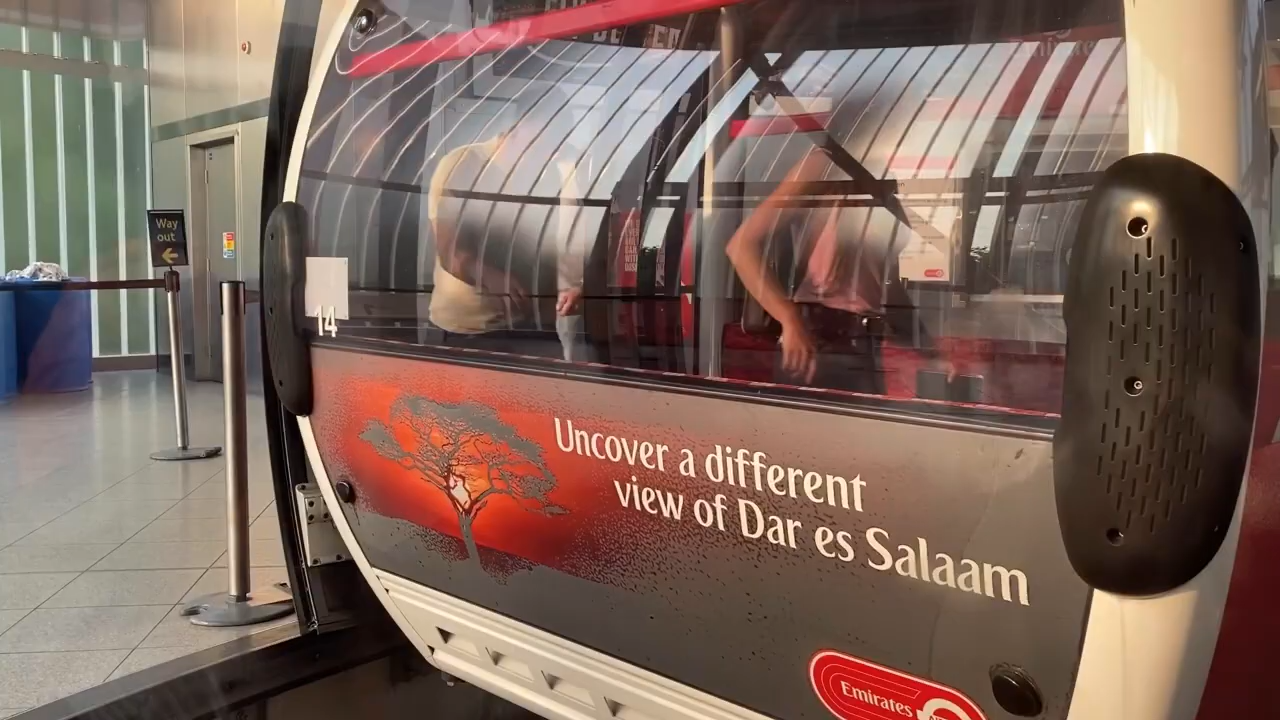 Way
out
14
Uncover a different
view of Dar es Salaam
Emirates